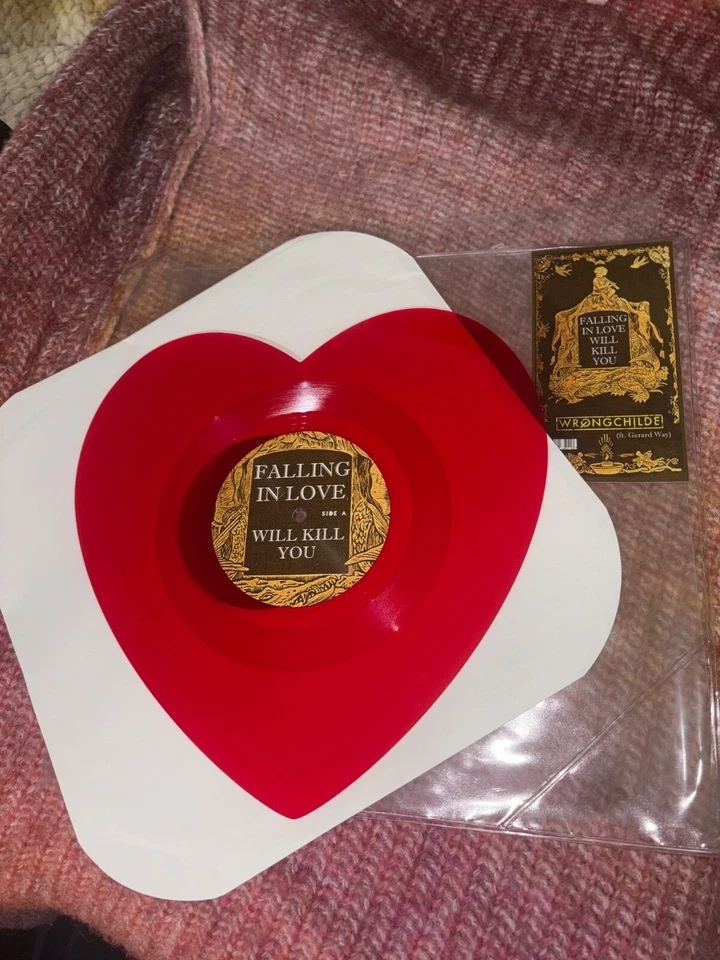 FALLING
IN LOVE
SIDE A
WILL KILL
YOU
FALLING
IN LOVE
WILL
KILL
YOU
WRØNGCHILDE
(ft. Gerard Way)